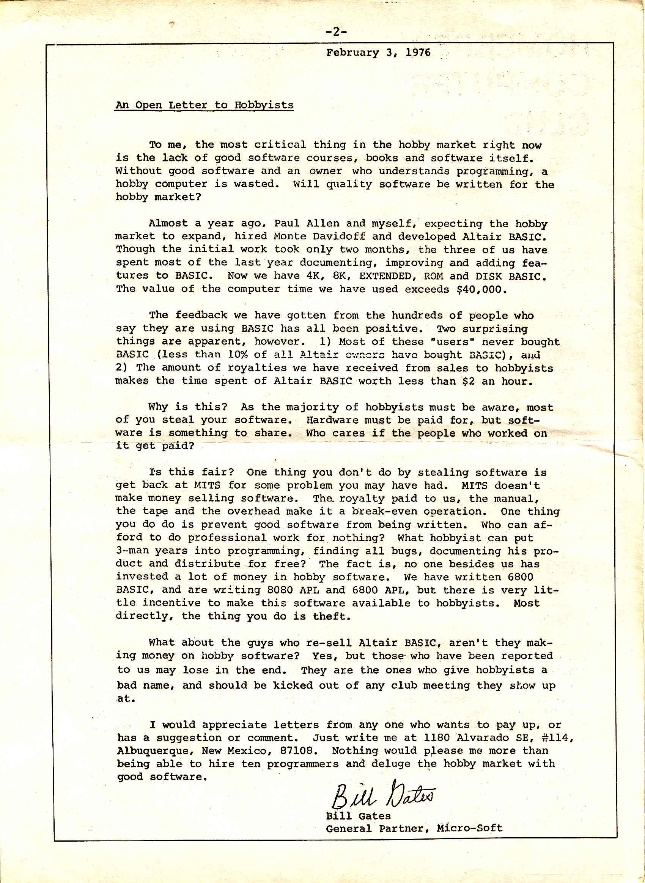 -2-
February 3, 1976
An Open Letter to Hobbyists
To me, the most critical thing in the hobby market right now
is the lack of good software courses, books and software itself.
Without good software and an owner who understands programming, a
hobby computer is wasted. Will quality software be written for the
hobby market?
Almost a year ago, Paul Allen and myself, expecting the hobby
market to expand, hired Monte Davidoff and developed Altair BASIC.
Though the initial work took only two months, the three of us have
spent most of the last year documenting, improving and adding fea-
tures to BASIC. Now we have 4K, 8K, EXTENDED, ROM and DISK BASIC.
The value of the computer time we have used exceeds $40,000.
The feedback we have gotten from the hundreds of people who
say they are using BASIC has all been positive. Two surprising
things are apparent, however. 1) Most of these "users" never bought
BASIC (less than 10% of all Altair owners have bought BASIC), and
2) The amount of royalties we have received from sales to hobbyists
makes the time spent of Altair BASIC worth less than $2 an hour.
Why is this? As the majority of hobbyists must be aware, most
of you steal your software. Hardware must be paid for, but soft-
ware is something to share. Who cares if the people who worked on
it get paid?
Is this fair? One thing you don't do by stealing software is
get back at MITS for some problem you may have had. MITS doesn't
make money selling software. The royalty paid to us, the manual,
the tape and the overhead make it a break-even operation. One thing
you do do is prevent good software from being written. Who can af-
ford to do professional work for nothing? What hobbyist can put
3-man years into programming, finding all bugs, documenting his pro-
duct and distribute for free? The fact is, no one besides us has
invested a lot of money in hobby software. We have written 6800
BASIC, and are writing 8080 APL and 6800 APL, but there is very lit-
tle incentive to make this software available to hobbyists. Most
directly, the thing you do is theft.
What about the guys who re-sell Altair BASIC, aren't they mak-
ing money on hobby software? Yes, but those who have been reported
to us may lose in the end. They are the ones who give hobbyists a
bad name, and should be kicked out of any club meeting they show up
at.
I would appreciate letters from any one who wants to pay up, or
has a suggestion or comment. Just write me at 1180 Alvarado SE, #114,
Albuquerque, New Mexico, 87108. Nothing would please me more than
being able to hire ten programmers and deluge the hobby market with
good software.
Bill Gates
Bill Gates
General Partner, Micro-Soft